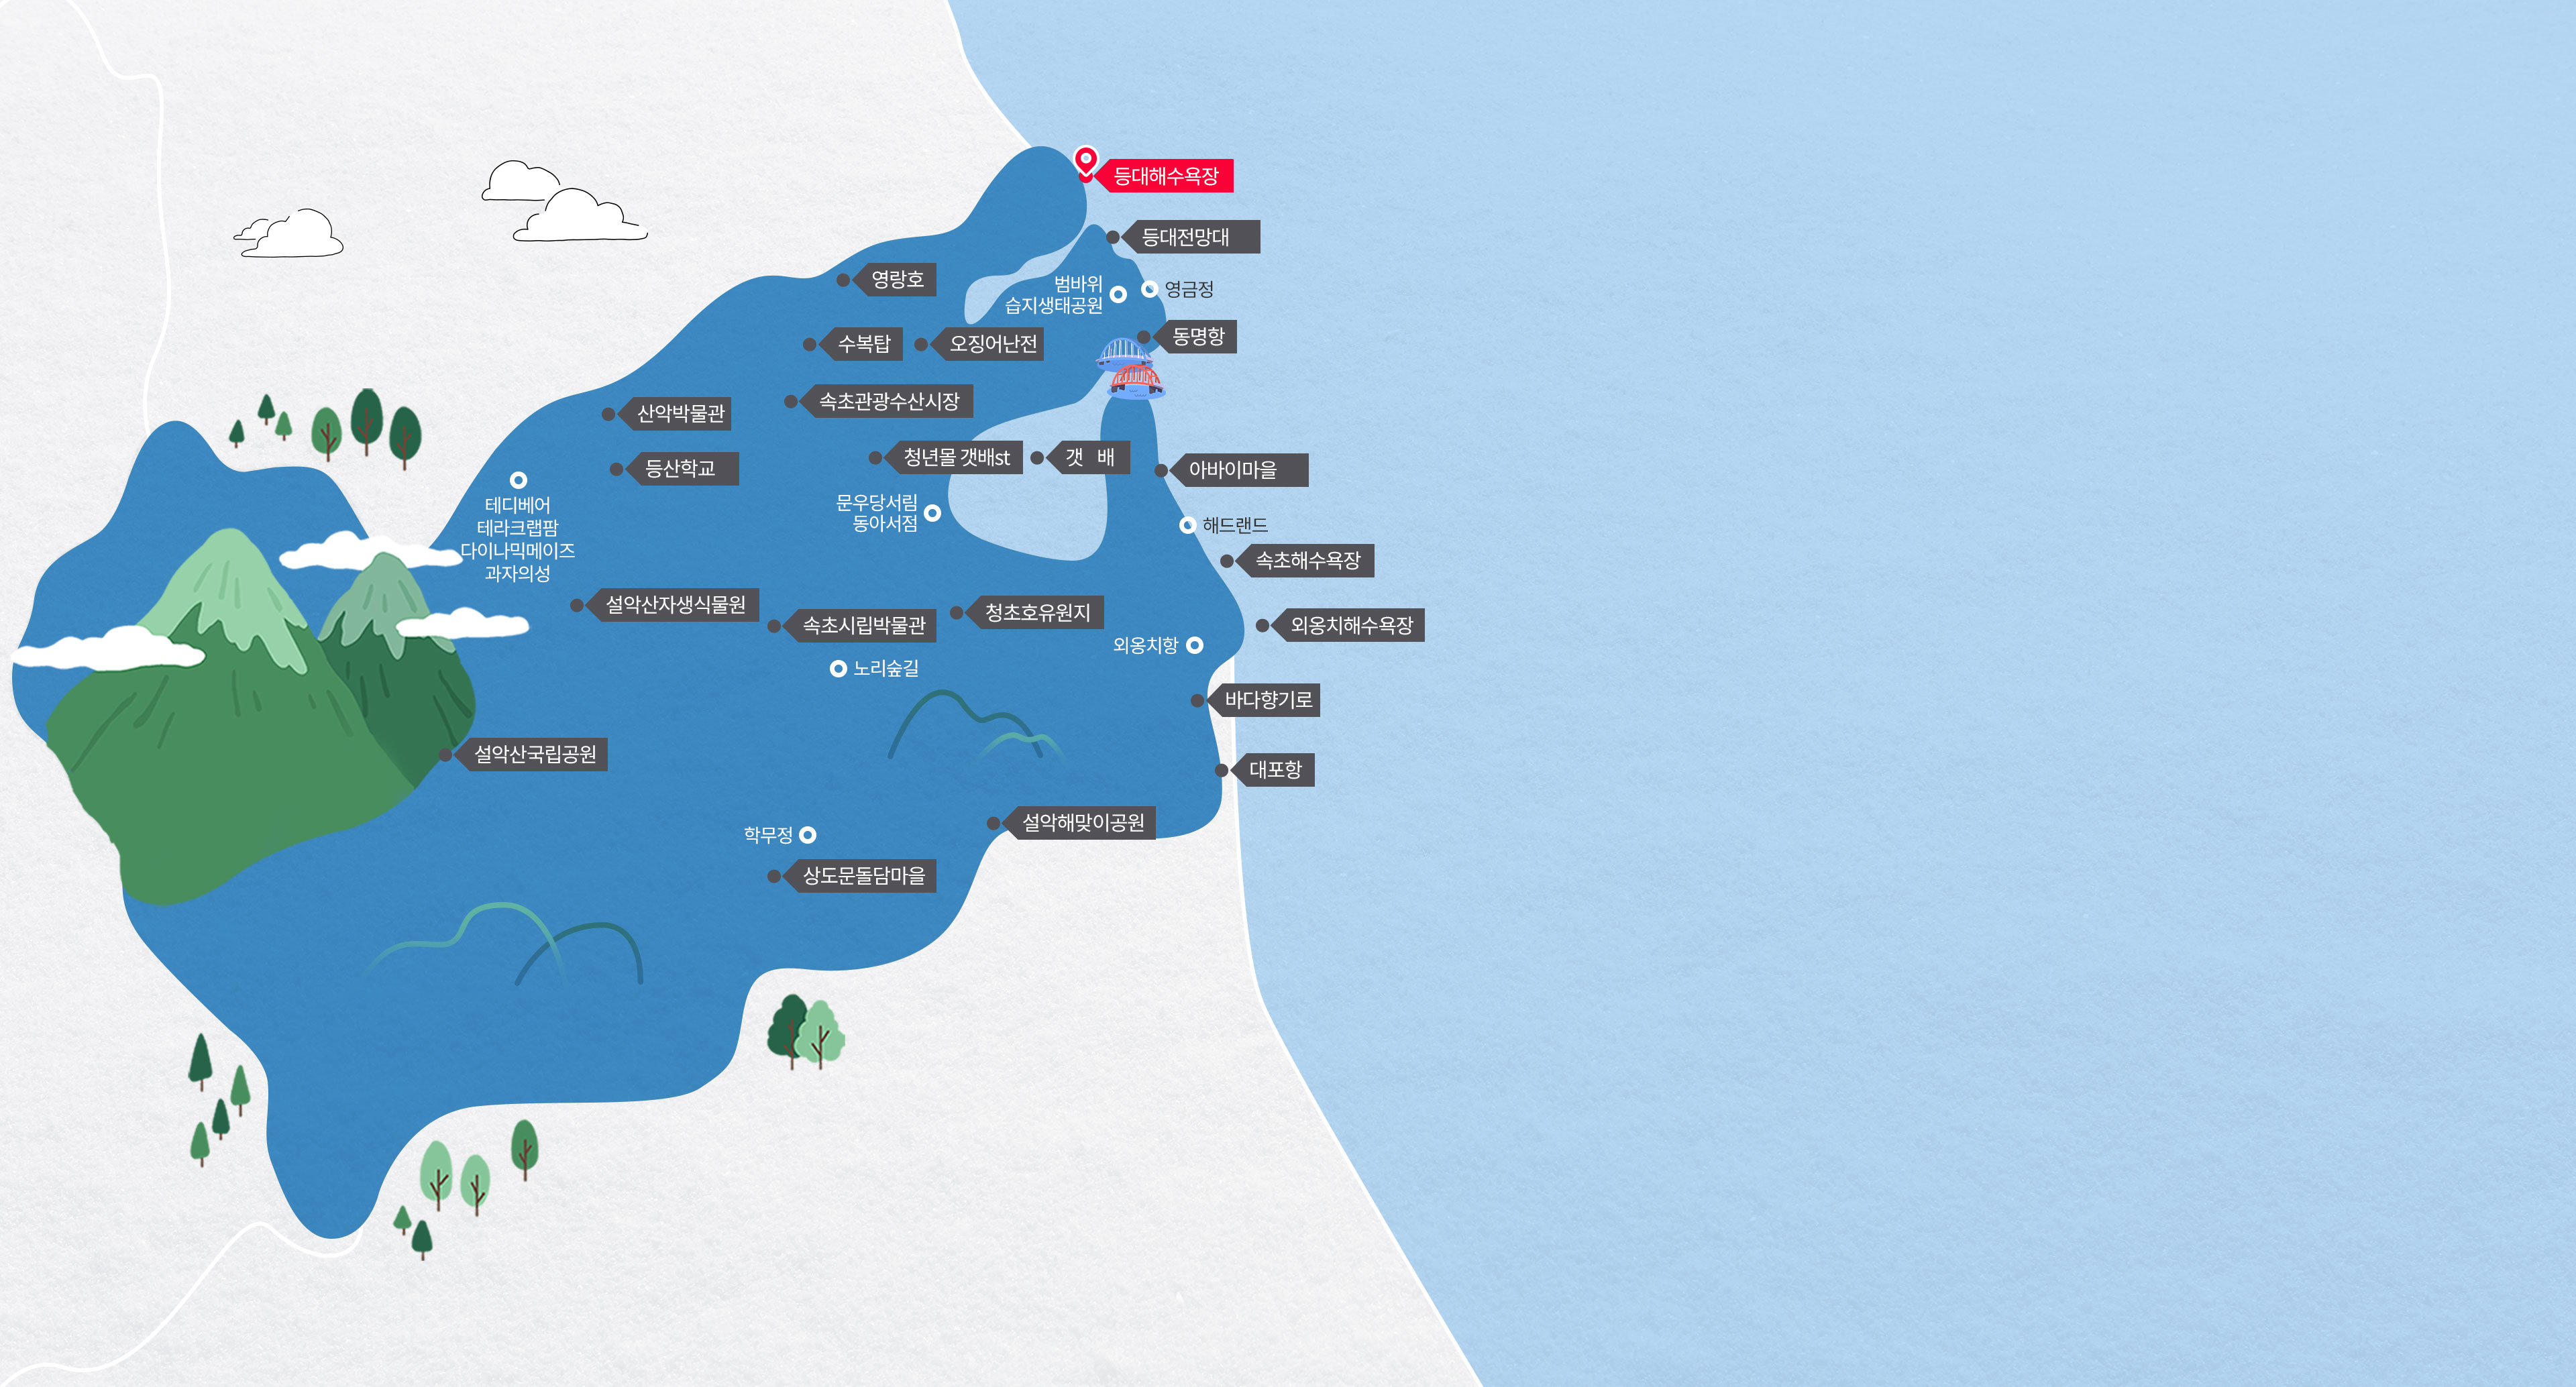 등대해수욕장
등대전망대
영랑호
범바위
습지생태공원
영금정
동명항
수복탑
오징어난전
속초관광수산시장
산악박물관
등산학교
청년몰 갯배st
갯 배
아바이마을
테디베어
테라크랩팜
다이나믹메이즈
과자의성
문우당서림
동아서점
해드랜드
속초해수욕장
설악산자생식물원
속초시립박물관
청초호유원지
외옹치해수욕장
외옹치항
노리숲길
바다향기로
설악산국립공원
대포항
설악해맞이공원
학무정
상도문돌담마을